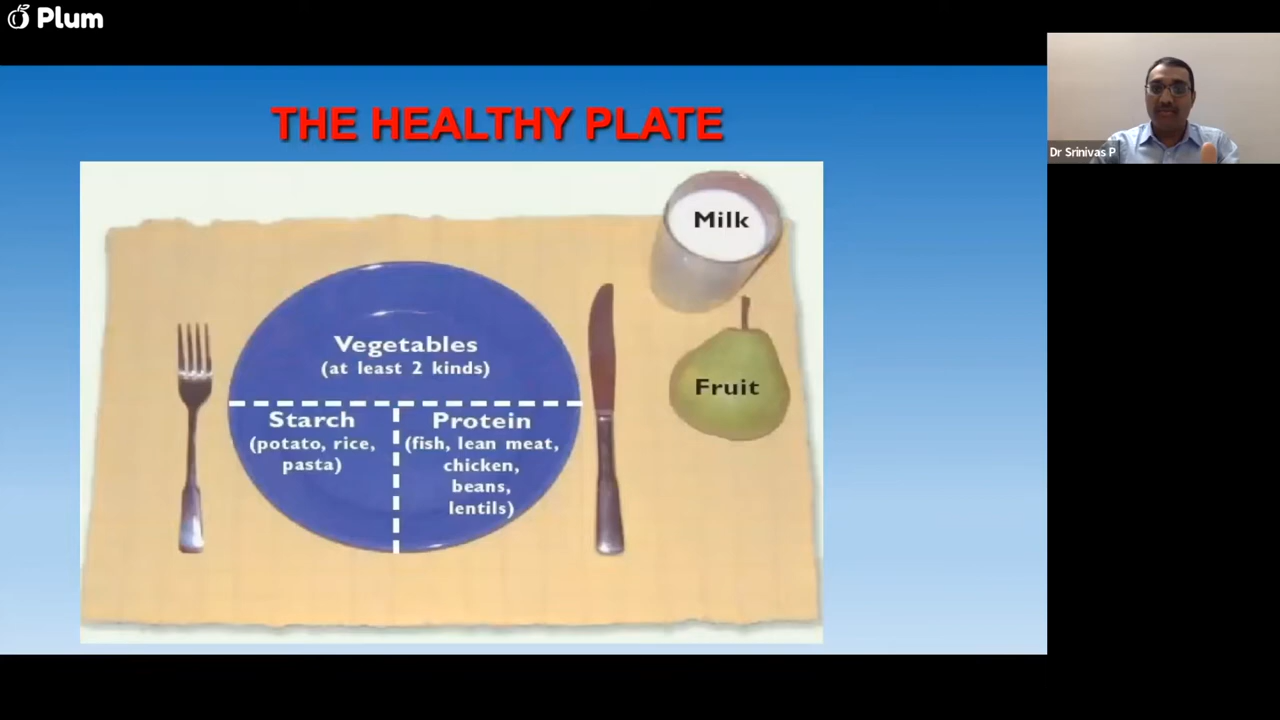 Plum
THE HEALTHY PLATE
Dr Srinivas P
Milk
Vegetables
(at least 2 kinds)
Fruit
Starch
(potato, rice,
pasta)
Protein
(fish, lean meat,
chicken,
beans,
lentils)